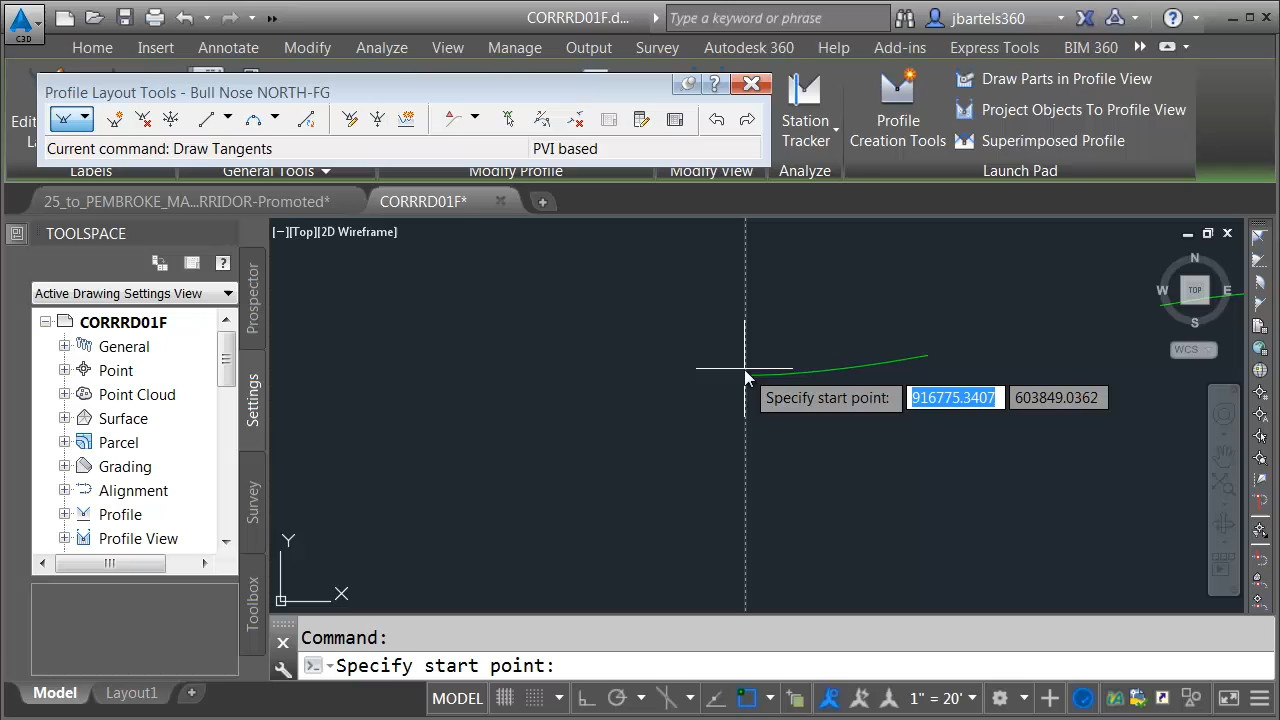 CORRRD01F.d...
Type a keyword or phrase
jbartels360
C3D
Home
Insert
Annotate
Modify
Analyze
View
Manage
Output
Survey
Autodesk 360
Help
Add-ins
Express Tools
BIM 360
Profile Layout Tools - Bull Nose NORTH-FG
Current command: Draw Tangents
PVI based
Edi
L
Station
Tracker
Profile
Creation Tools
Draw Parts in Profile View
Project Objects To Profile View
Superimposed Profile
Labels
General Tools
Modify Profile
Modify View
Analyze
Launch Pad
25_to_PEMBROKE_MA...RRIDOR-Promoted*
CORRRD01F*
TOOLSPACE
Active Drawing Settings View
CORRRD01F
General
Point
Point Cloud
Surface
Parcel
Grading
Alignment
Profile
Profile View
Prospector
Settings
Survey
Toolbox
[−][Top][2D Wireframe]
N
W
TOP
E
S
WCS
Specify start point:
916775.3407
603849.0362
Y
X
Command:
Specify start point:
Model
Layout1
MODEL
1" = 20'